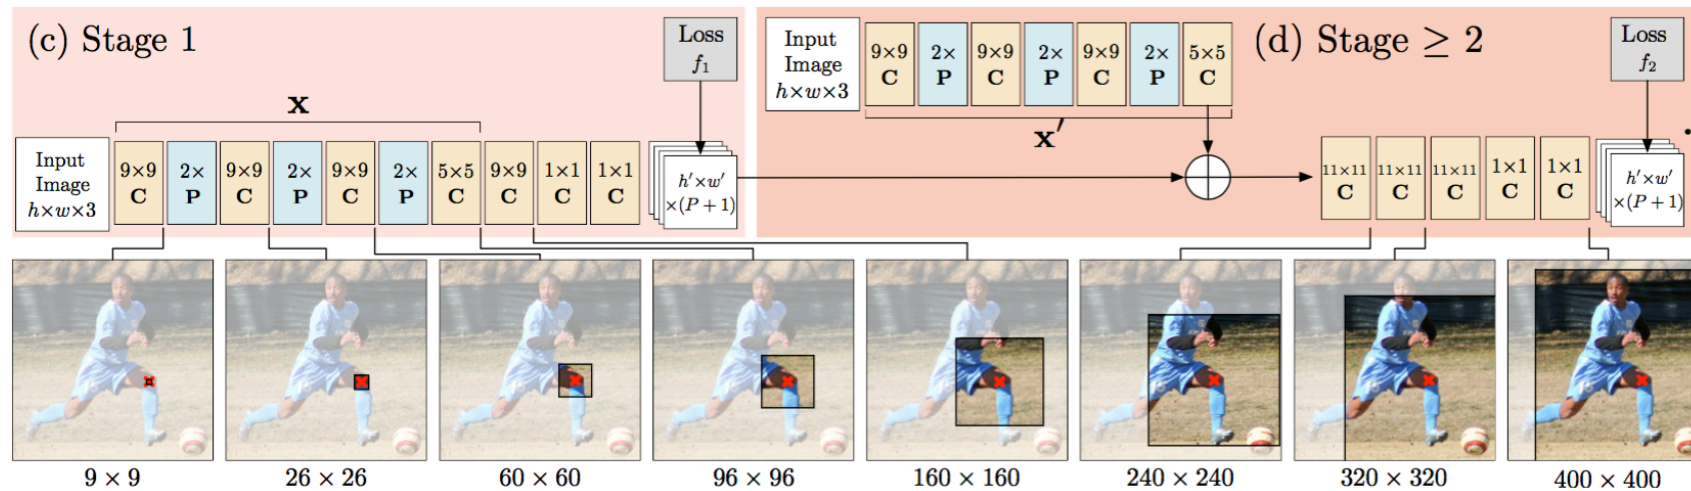 (c) Stage 1
Loss
f₁
x
Input
Image
h×w×3
9×9
C
2×
P
9×9
C
2×
P
9×9
C
2×
P
5×5
C
9×9
C
1×1
C
1×1
C
h′×w′
×(P + 1)
Input
Image
h×w×3
9×9
C
2×
P
9×9
C
2×
P
9×9
C
2×
P
5×5
C
x′
(d) Stage ≥ 2
Loss
f₂
11×11
C
11×11
C
11×11
C
1×1
C
1×1
C
h′×w′
×(P + 1)
9 × 9
26 × 26
60 × 60
96 × 96
160 × 160
240 × 240
320 × 320
400 × 400